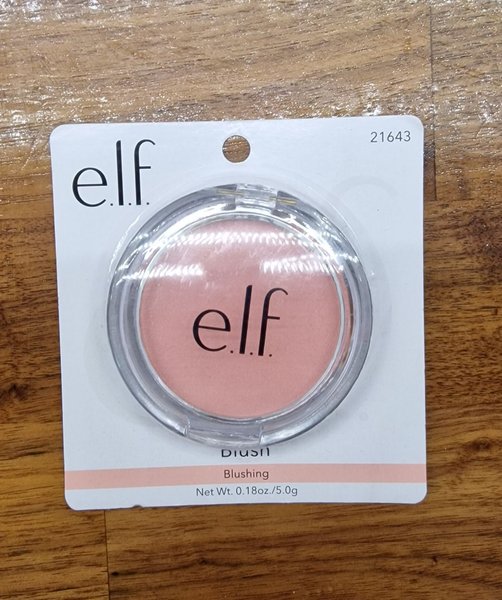 21643
e.l.f.
e.l.f.
Blush
Blushing
Net Wt. 0.18oz./5.0g